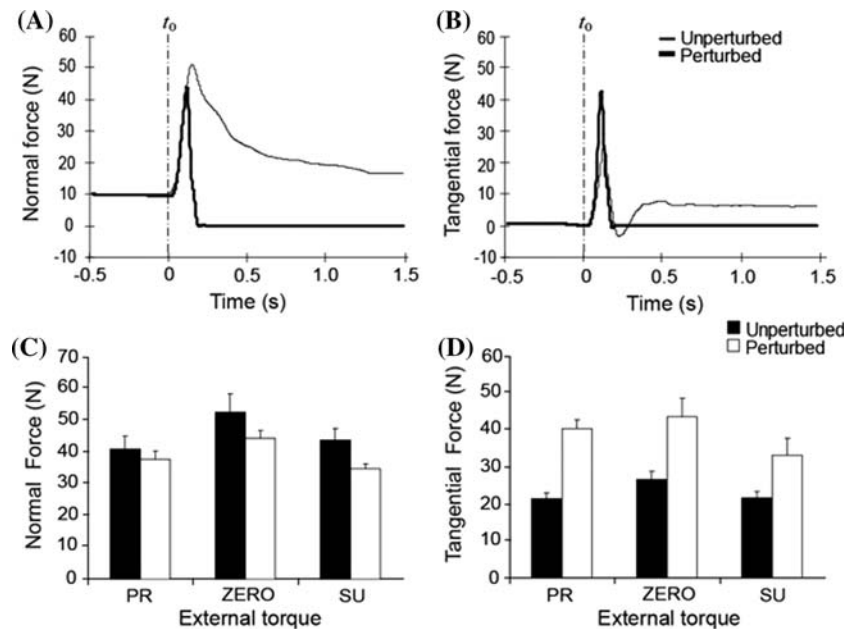 (A)
t₀
Normal force (N)
60
50
40
30
20
10
0
-10
-0.5
0
0.5
1.0
1.5
Time (s)
(B)
t₀
Unperturbed
Perturbed
Tangential force (N)
60
50
40
30
20
10
0
-10
-0.5
0
0.5
1.0
1.5
Time (s)
(C)
Normal Force (N)
70
60
50
40
30
20
10
0
PR
ZERO
SU
External torque
Unperturbed
Perturbed
(D)
Tangential Force (N)
60
50
40
30
20
10
0
PR
ZERO
SU
External torque